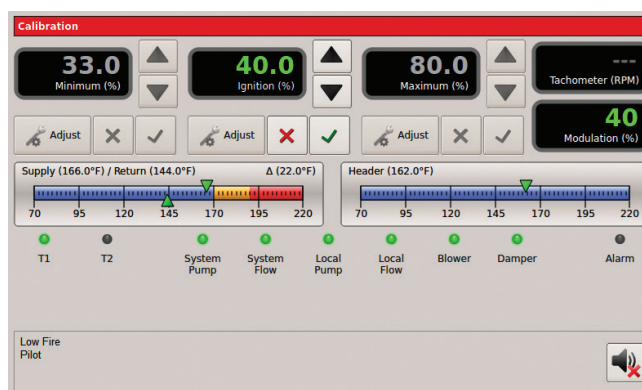 Calibration
33.0
Minimum (%)
40.0
Ignition (%)
80.0
Maximum (%)
---
Tachometer (RPM)
40
Modulation (%)
Adjust
Adjust
Adjust
Supply (166.0°F) / Return (144.0°F) Δ (22.0°F)
70 95 120 145 170 195 220
Header (162.0°F)
70 95 120 145 170 195 220
T1
T2
System Pump
System Flow
Local Pump
Local Flow
Blower
Damper
Alarm
Low Fire
Pilot